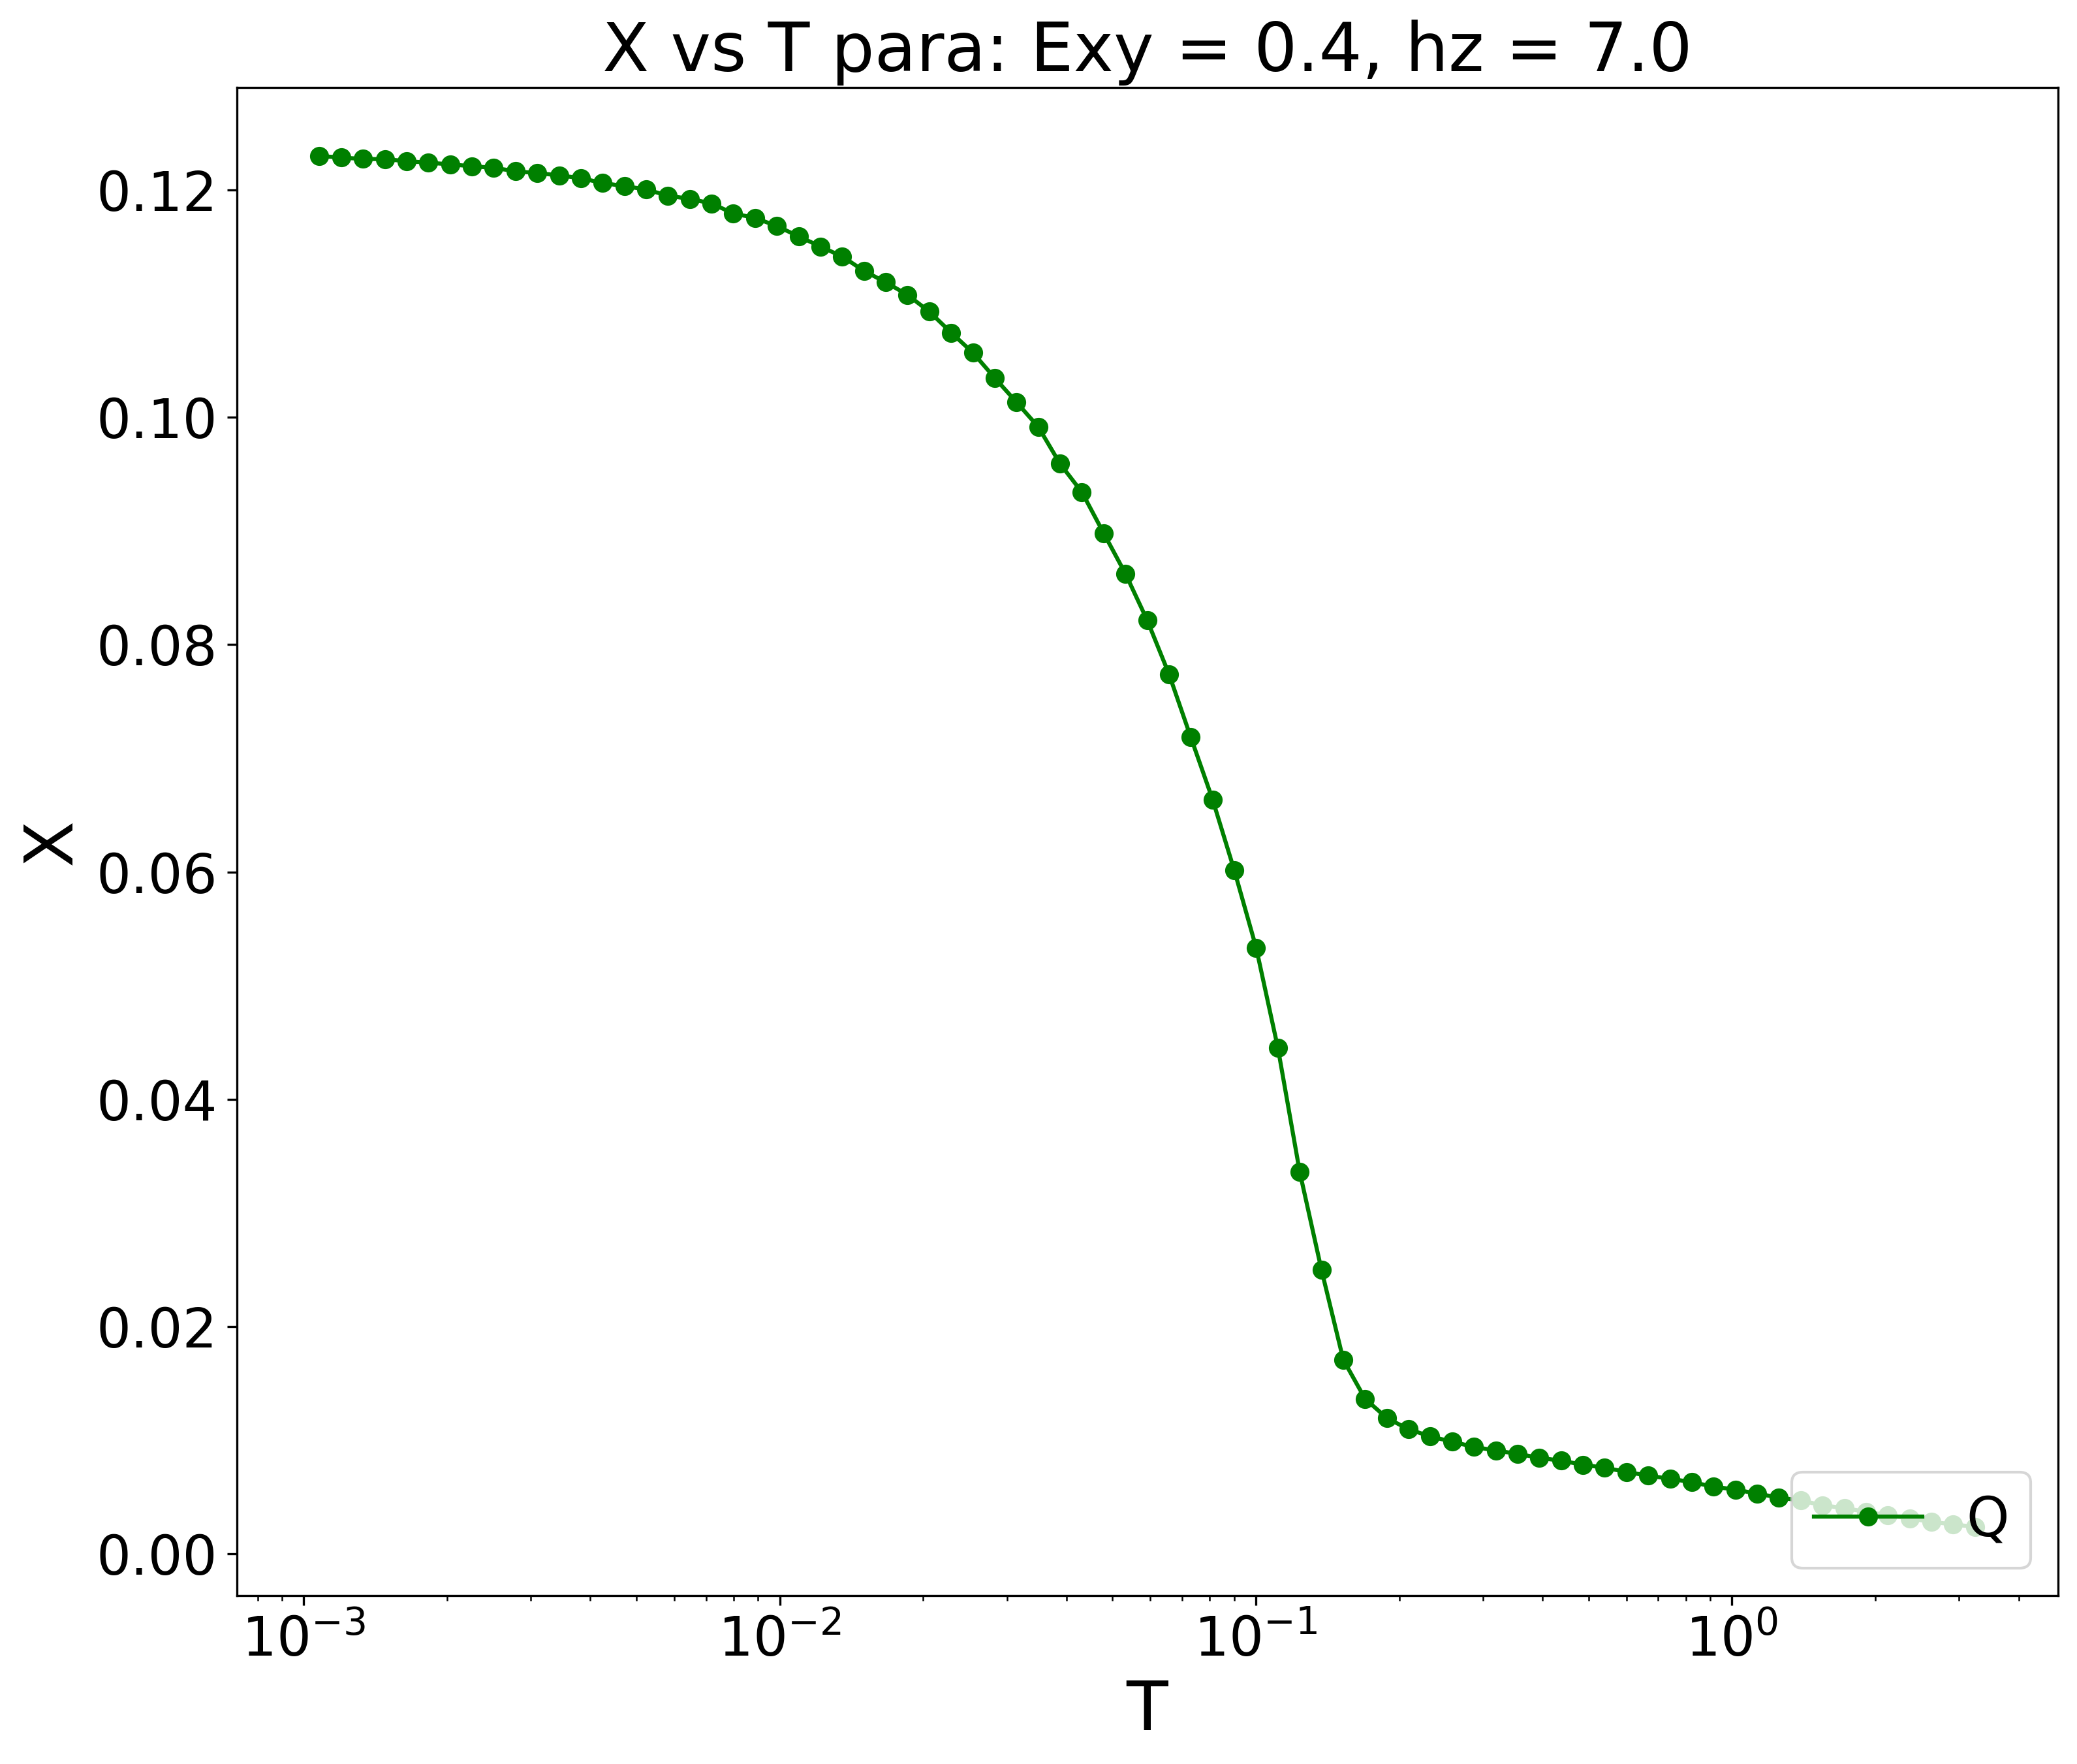 X vs T para: Exy = 0.4, hz = 7.0
X
0.12
0.10
0.08
0.06
0.04
0.02
0.00
Q
10⁻³ 10⁻² 10⁻¹ 10⁰
T